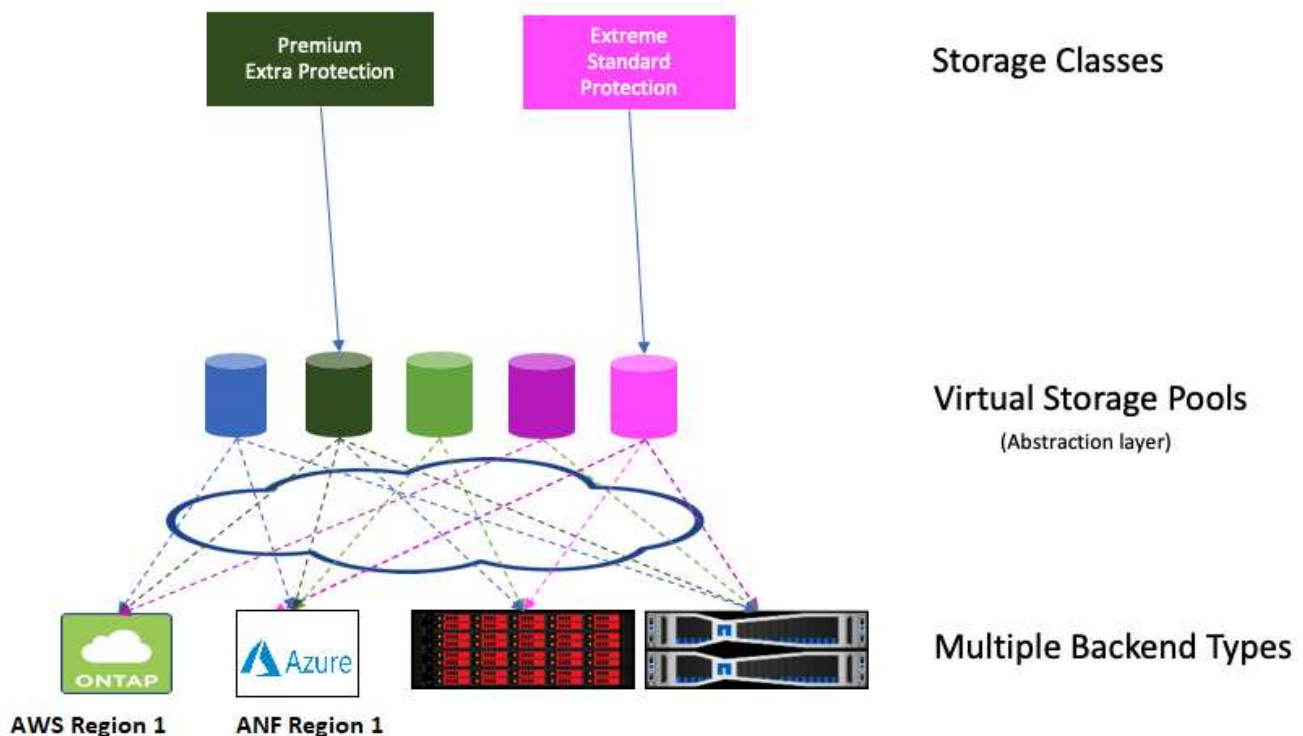 Premium
Extra Protection
Extreme
Standard
Protection
Storage Classes
Virtual Storage Pools
(Abstraction layer)
ONTAP
Azure
Multiple Backend Types
AWS Region 1
ANF Region 1